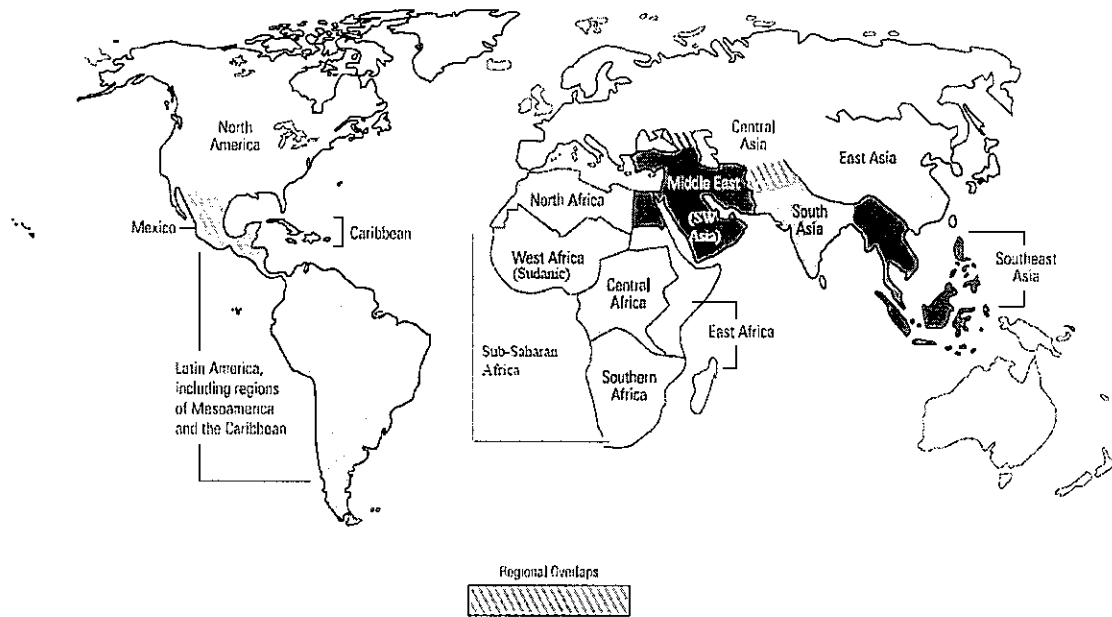 North
America
Central
Asia
East Asia
Middle East
North Africa
Mexico
Caribbean
(SW
Asia)
South
Asia
West Africa
(Sudanic)
Southeast
Asia
Central
Africa
East Africa
Sub-Saharan
Africa
Latin America,
including regions
of Mesoamerica
and the Caribbean
Southern
Africa
Regional Overlaps